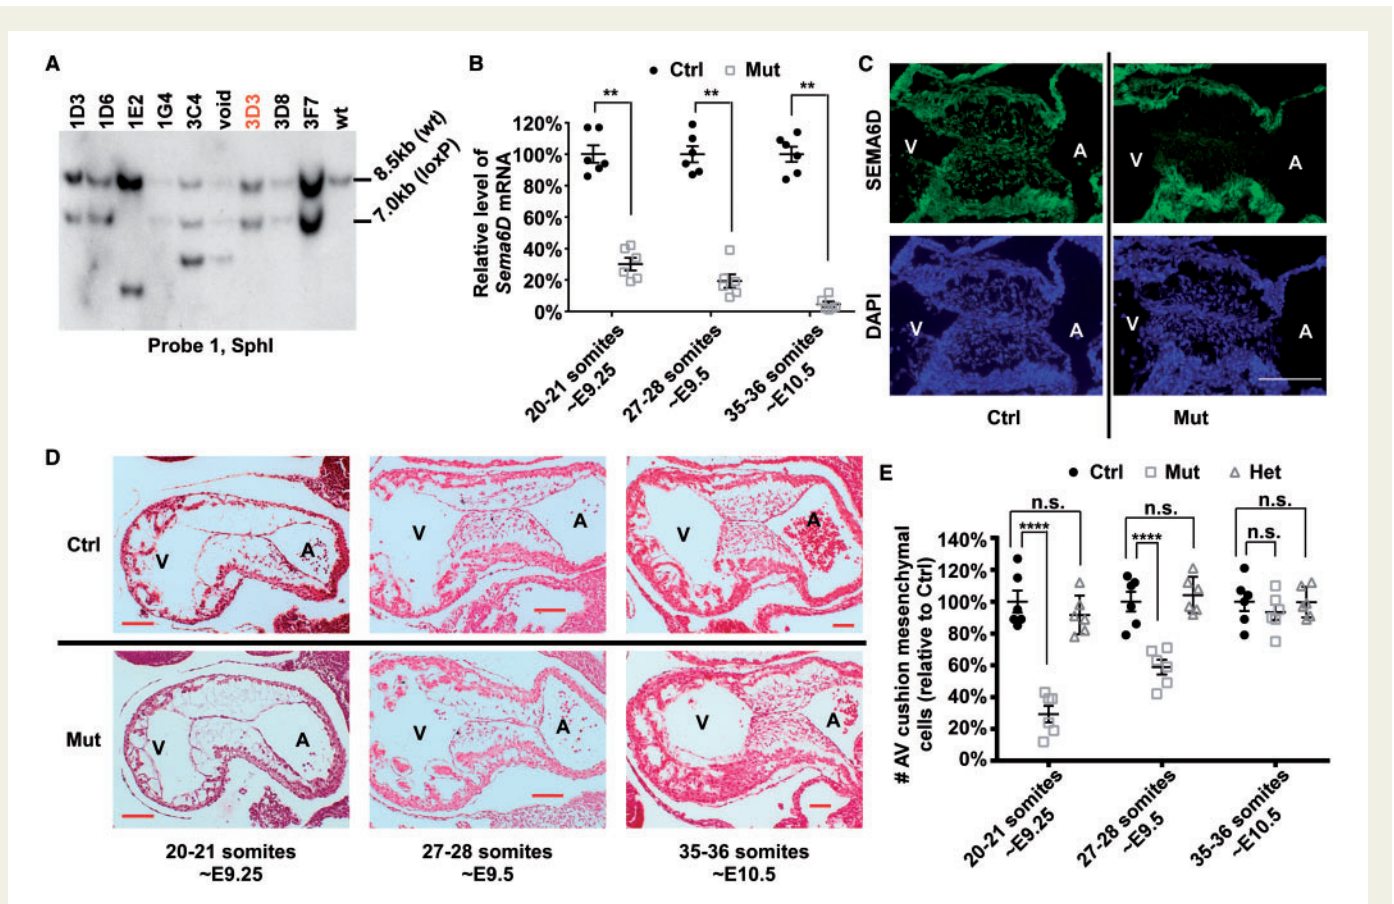 A
1D3
1D6
1E2
1G4
3C4
void
3D3
3D8
3F7
wt
8.5kb (wt)
7.0kb (loxP)
Probe 1, SphI
B
Ctrl Mut
**
**
**
120%
100%
80%
60%
40%
20%
0%
Relative level of
Sema6D mRNA
20-21 somites
~E9.25
27-28 somites
~E9.5
35-36 somites
~E10.5
C
SEMA6D
V
A
V
A
DAPI
V
A
V
A
Ctrl
Mut
D
Ctrl
V
A
V
A
V
A
Mut
V
A
V
A
V
A
20-21 somites
~E9.25
27-28 somites
~E9.5
35-36 somites
~E10.5
E
Ctrl Mut Het
n.s.
****
n.s.
****
n.s.
n.s.
140%
120%
100%
80%
60%
40%
20%
0%
# AV cushion mesenchymal
cells (relative to Ctrl)
20-21 somites
~E9.25
27-28 somites
~E9.5
35-36 somites
~E10.5